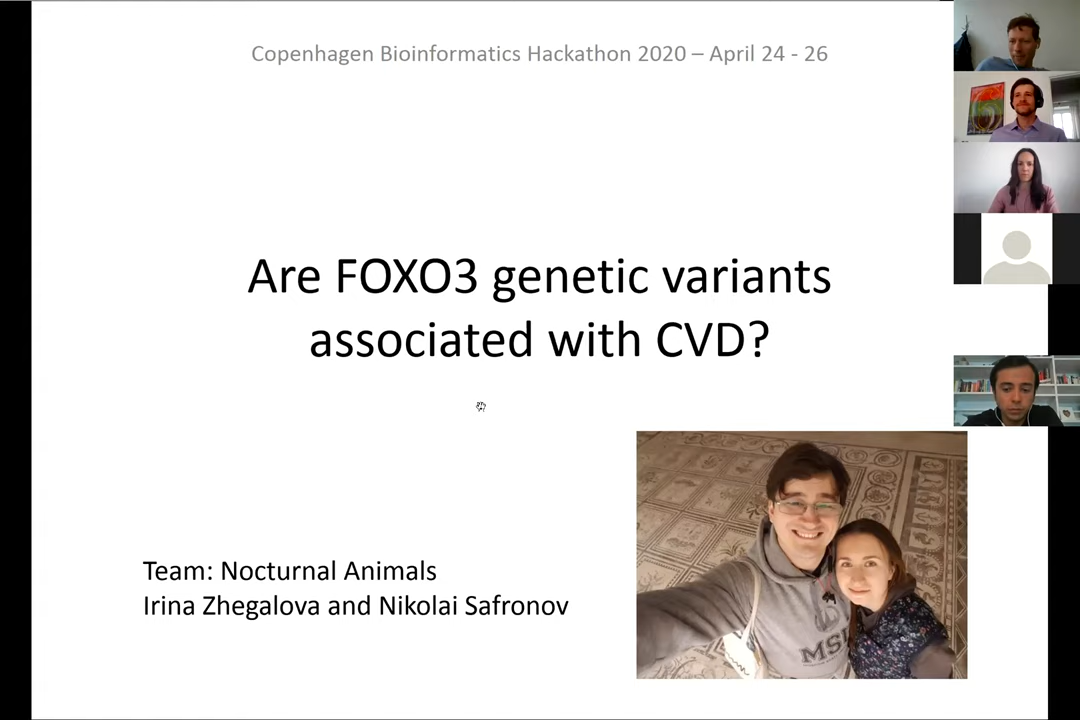 Copenhagen Bioinformatics Hackathon 2020 – April 24 - 26
Are FOXO3 genetic variants
associated with CVD?
Team: Nocturnal Animals
Irina Zhegalova and Nikolai Safronov